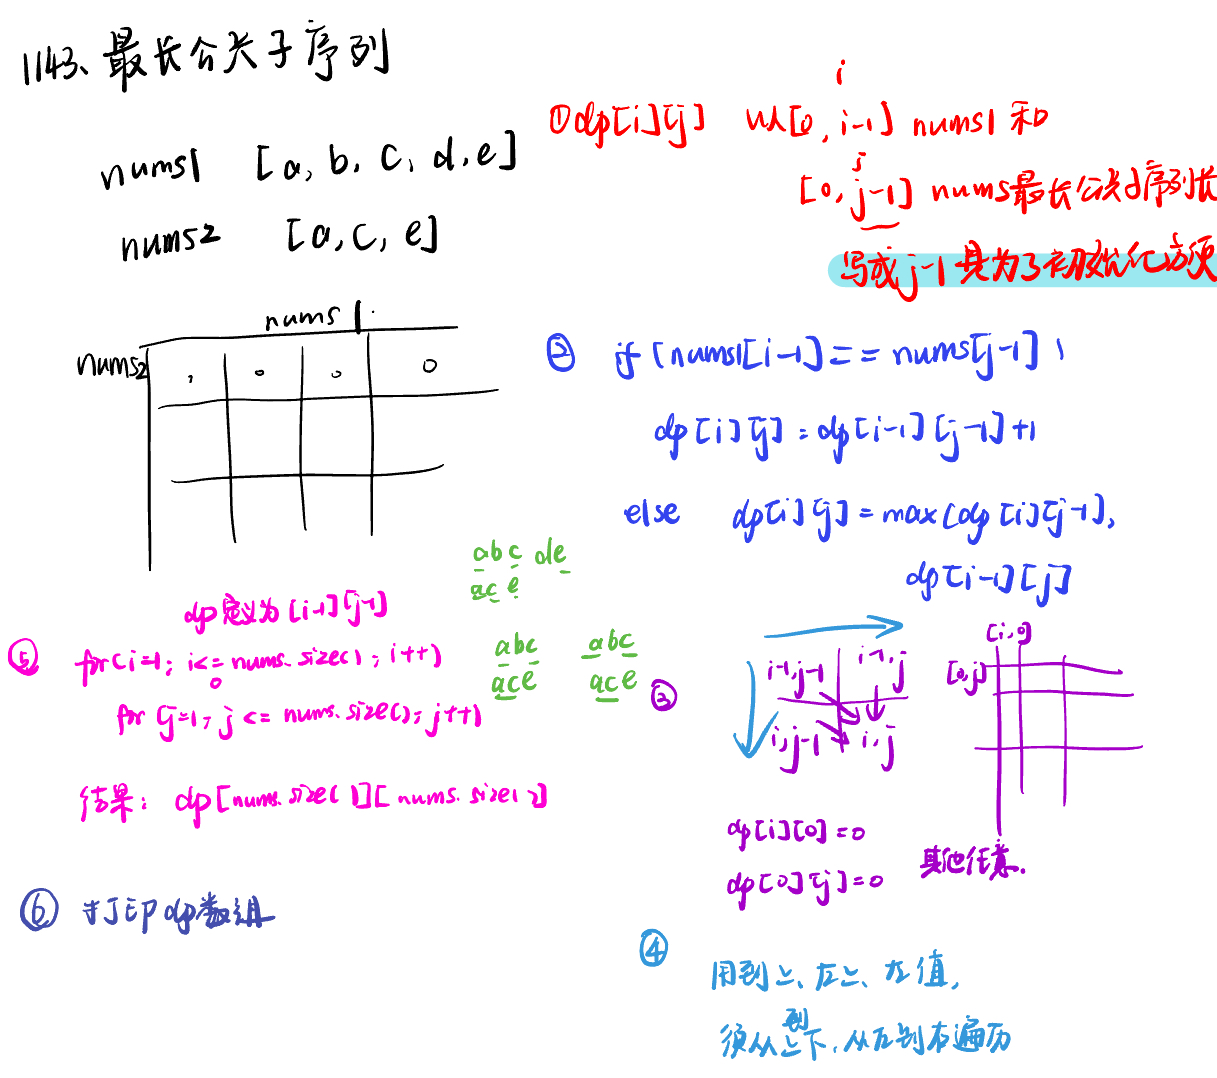 1143、最长公共子序列
nums1 [a, b, c, d, e]
nums2 [a, c, e]
nums1
nums2
, 0 0 0
i
①dp[i][j] 以[0, i-1] nums1 和
j
[0, j-1] nums最长公共子序列长
写成j-1是为了初始化方便
② if (nums1[i-1] == nums[j-1])
dp[i][j] = dp[i-1][j-1]+1
else dp[i][j] = max(dp[i][j-1],
dp[i-1][j]
abc de
ace
abc abc
ace ace
③
i-1,j-1 i-1,j
i,j-1 i,j
[i,0]
[0,j]
dp[i][0]=0
dp[0][j]=0
其他任意.
④
用到上、左上、左值,
到
须从上下,从左到右遍历
dp定义为[i-1][j-1]
⑤ for(i=1; i<= nums.size(); i++)
0
for (j=1; j<= nums.size(); j++)
结果: dp[nums.size()][nums.size()]
⑥ 打印dp数组